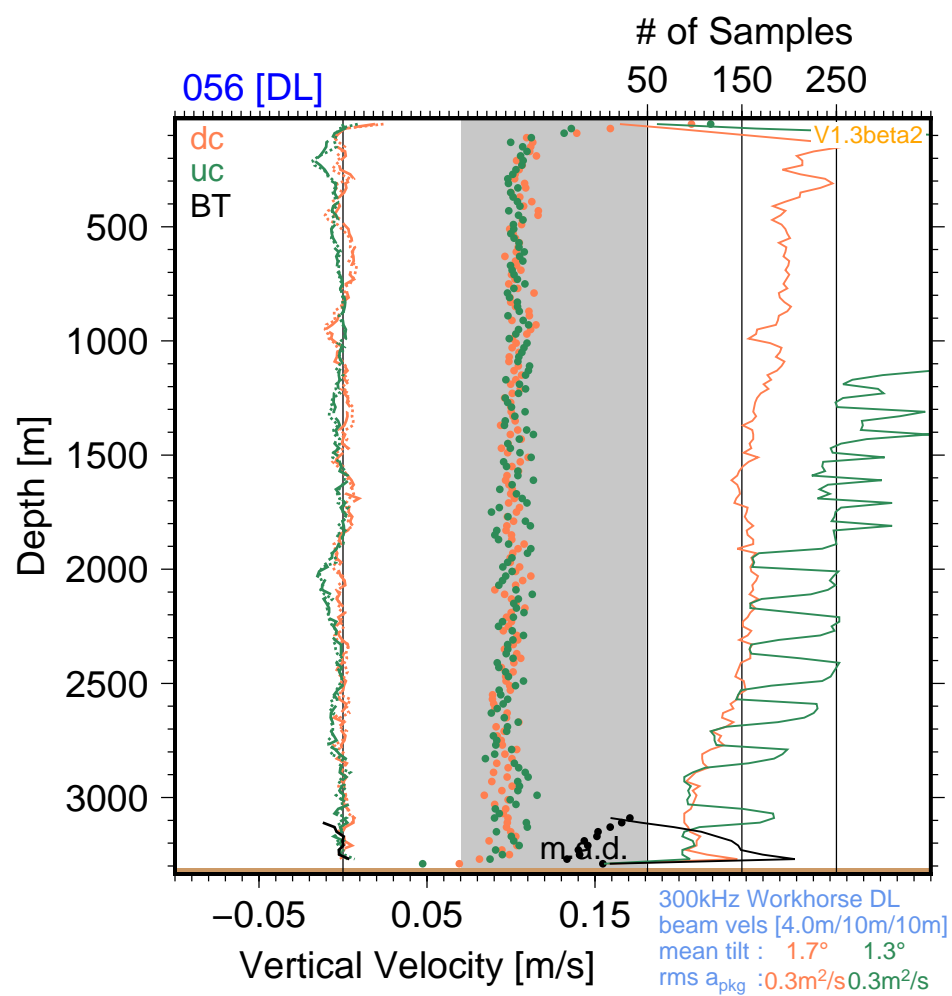 # of Samples
50 150 250
056 [DL]
dc
uc
BT
V1.3beta2
500
1000
1500
2000
2500
3000
Depth [m]
m.a.d.
−0.05 0.05 0.15
Vertical Velocity [m/s]
300kHz Workhorse DL
beam vels [4.0m/10m/10m]
mean tilt : 1.7° 1.3°
rms apkg :0.3m²/s 0.3m²/s